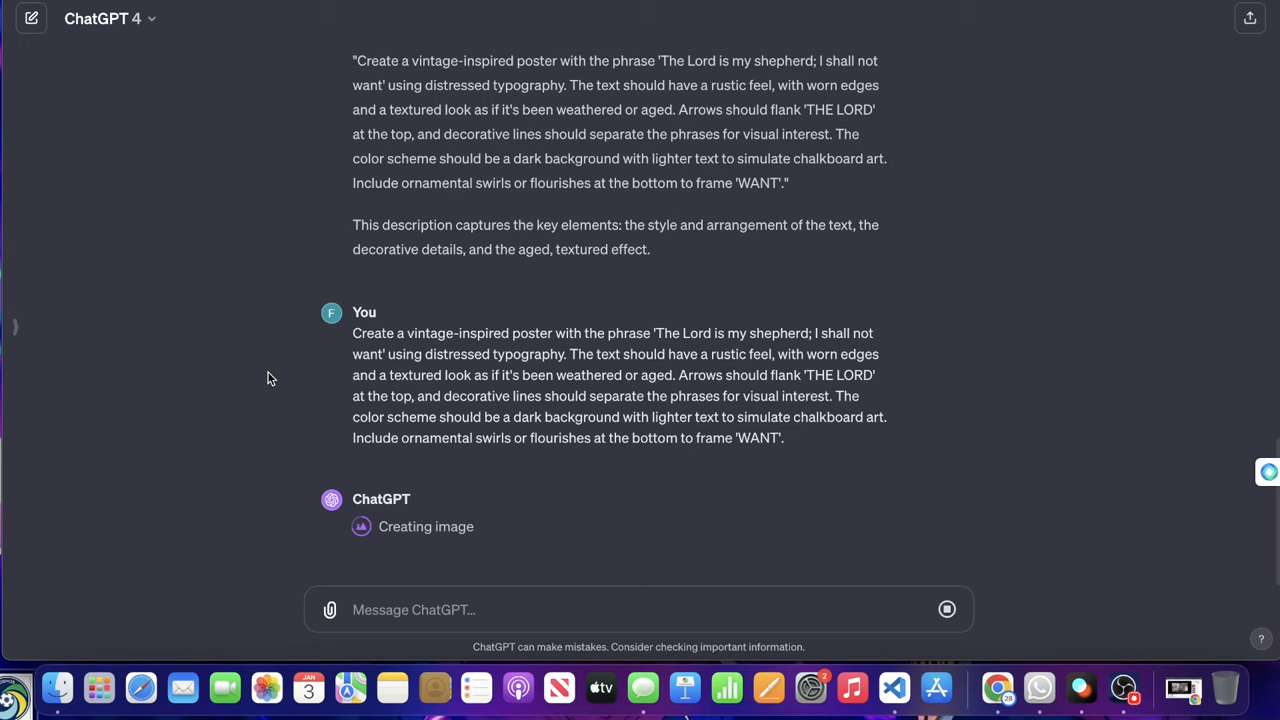 ChatGPT 4
"Create a vintage-inspired poster with the phrase 'The Lord is my shepherd; I shall not
want' using distressed typography. The text should have a rustic feel, with worn edges
and a textured look as if it's been weathered or aged. Arrows should flank 'THE LORD'
at the top, and decorative lines should separate the phrases for visual interest. The
color scheme should be a dark background with lighter text to simulate chalkboard art.
Include ornamental swirls or flourishes at the bottom to frame 'WANT'."
This description captures the key elements: the style and arrangement of the text, the
decorative details, and the aged, textured effect.
F
You
Create a vintage-inspired poster with the phrase 'The Lord is my shepherd; I shall not
want' using distressed typography. The text should have a rustic feel, with worn edges
and a textured look as if it's been weathered or aged. Arrows should flank 'THE LORD'
at the top, and decorative lines should separate the phrases for visual interest. The
color scheme should be a dark background with lighter text to simulate chalkboard art.
Include ornamental swirls or flourishes at the bottom to frame 'WANT'.
ChatGPT
Creating image
Message ChatGPT...
ChatGPT can make mistakes. Consider checking important information.
?
JAN
3
tv
2
28